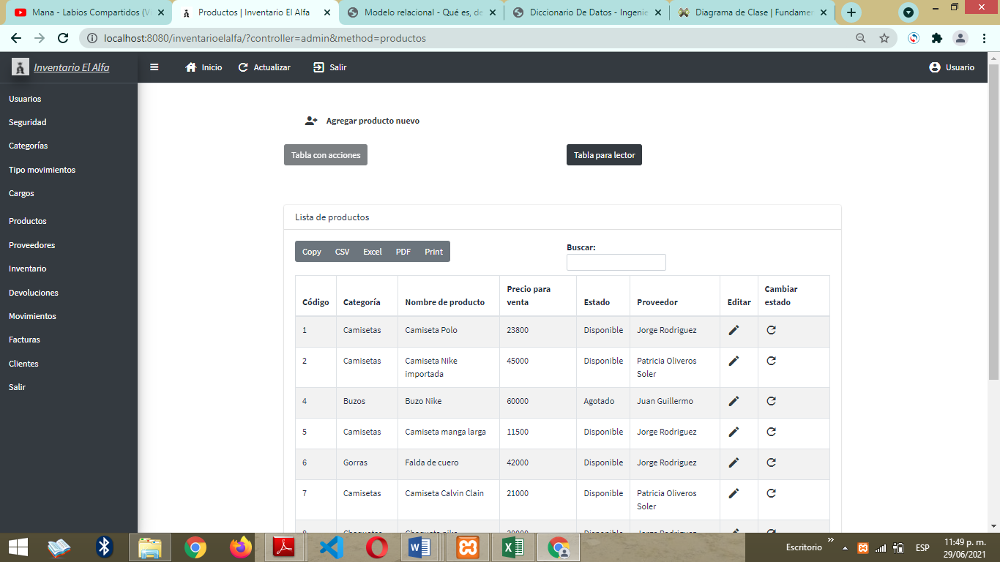 Mana - Labios Compartidos (V
Productos | Inventario El Alfa
Modelo relacional - Qué es, de
Diccionario De Datos - Ingenie
Diagrama de Clase | Fundamen
localhost:8080/inventarioelalfa/?controller=admin&method=productos
Inventario El Alfa
Inicio
Actualizar
Salir
Usuario
Usuarios
Seguridad
Categorías
Tipo movimientos
Cargos
Productos
Proveedores
Inventario
Devoluciones
Movimientos
Facturas
Clientes
Salir
Agregar producto nuevo
Tabla con acciones
Tabla para lector
Lista de productos
Copy CSV Excel PDF Print
Buscar:
Código Categoría Nombre de producto Precio para venta Estado Proveedor Editar Cambiar estado
1 Camisetas Camiseta Polo 23800 Disponible Jorge Rodriguez
2 Camisetas Camiseta Nike importada 45000 Disponible Patricia Oliveros Soler
4 Buzos Buzo Nike 60000 Agotado Juan Guillermo
5 Camisetas Camiseta manga larga 11500 Disponible Jorge Rodriguez
6 Gorras Falda de cuero 42000 Disponible Jorge Rodriguez
7 Camisetas Camiseta Calvin Clain 21000 Disponible Patricia Oliveros Soler
Escritorio
ESP
11:49 p. m.
29/06/2021